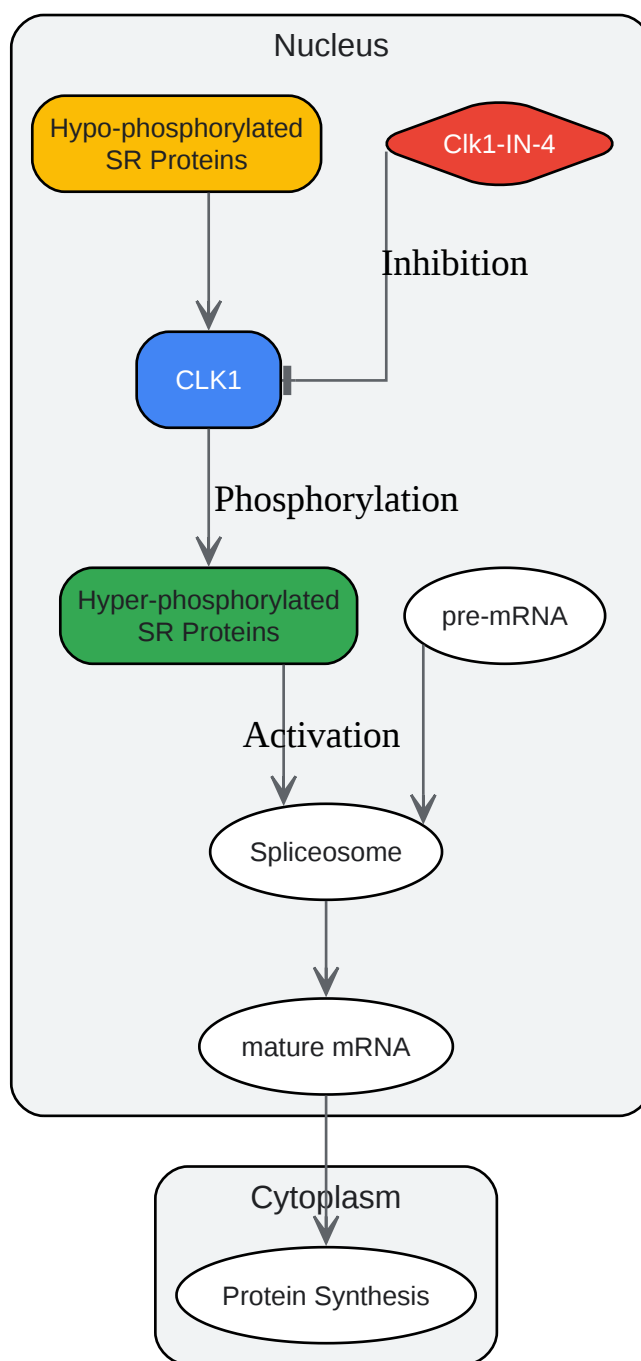 Nucleus
Hypo-phosphorylated
SR Proteins
Clk1-IN-4
Inhibition
CLK1
Phosphorylation
Hyper-phosphorylated
SR Proteins
pre-mRNA
Activation
Spliceosome
mature mRNA
Cytoplasm
Protein Synthesis